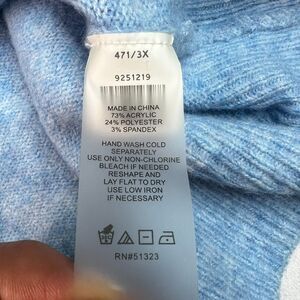 471/3X
9251219
MADE IN CHINA
73% ACRYLIC
24% POLYESTER
3% SPANDEX
HAND WASH COLD
SEPARATELY
USE ONLY NON-CHLORINE
BLEACH IF NEEDED
RESHAPE AND
LAY FLAT TO DRY
USE LOW IRON
IF NECESSARY
RN#51323